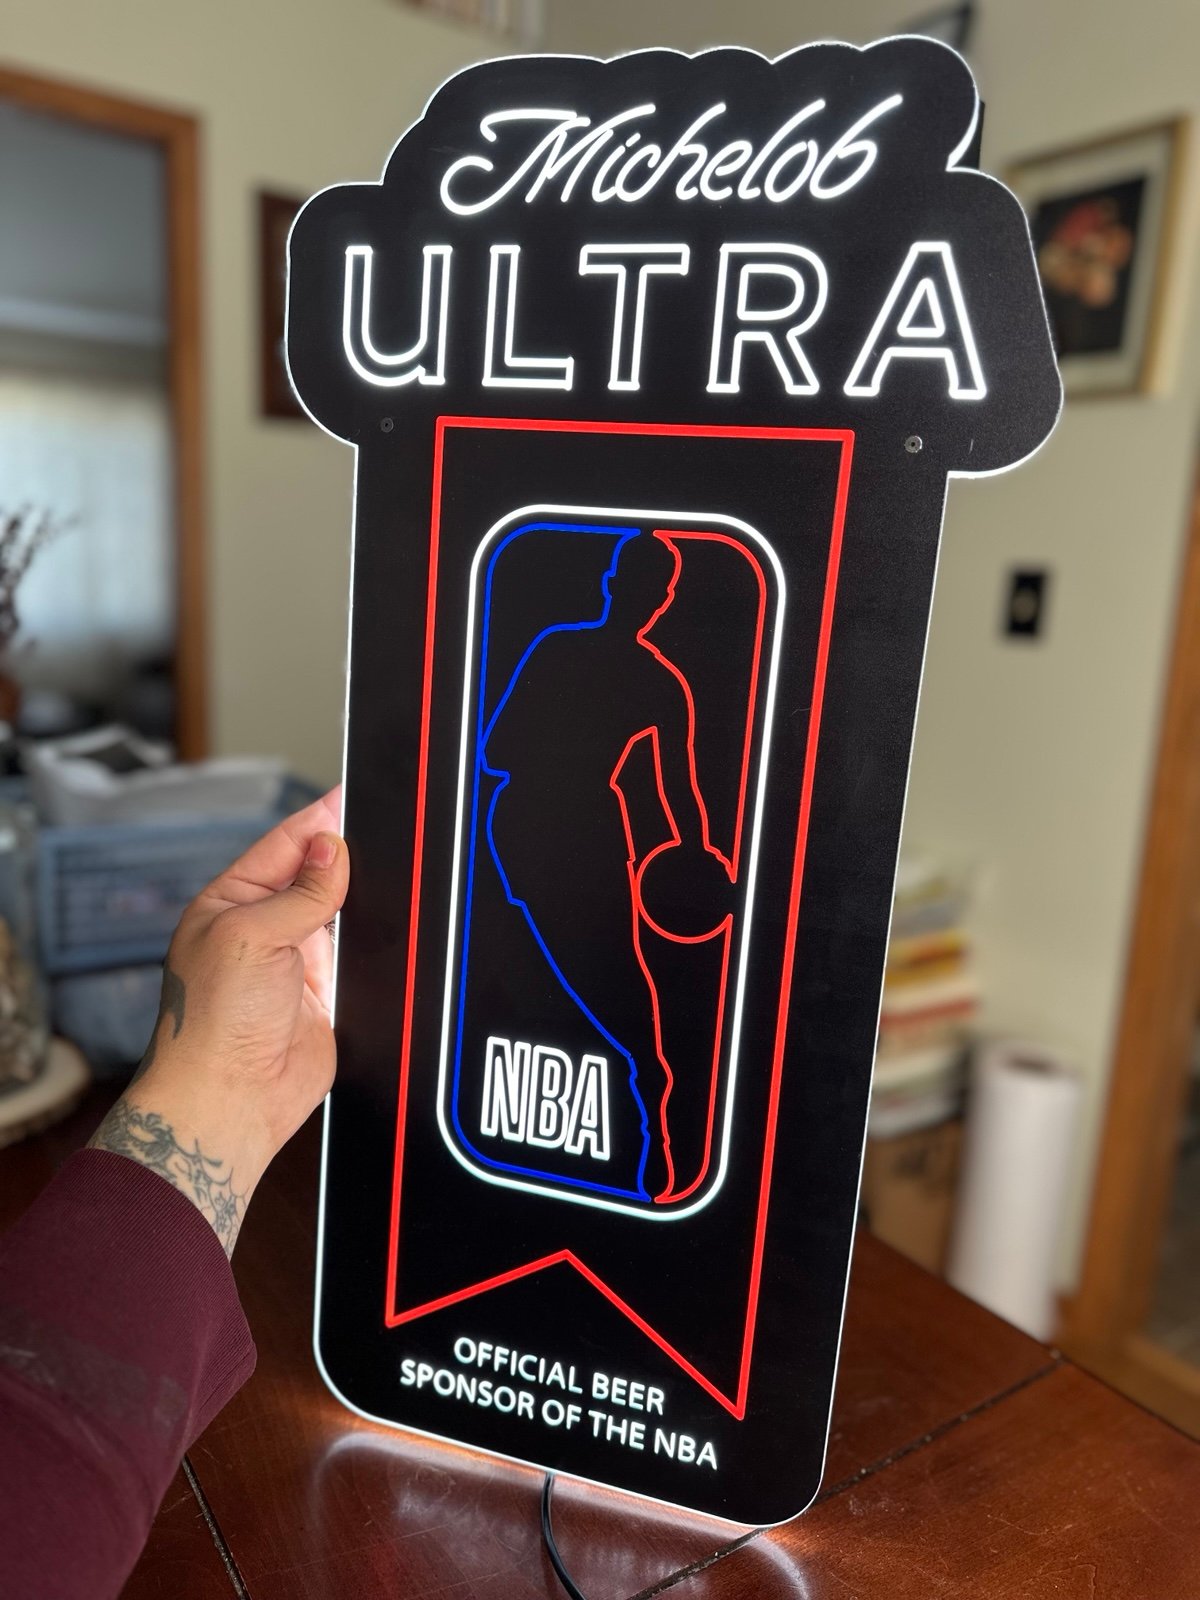 Michelob
ULTRA
NBA
OFFICIAL BEER
SPONSOR OF THE NBA